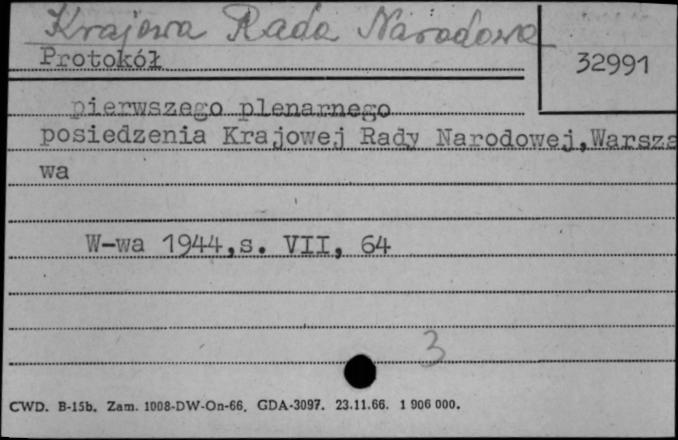 Krajowa Rada Narodowa
Protokół
32991
pierwszego plenarnego
posiedzenia Krajowej Rady Narodowej,Warsza
wa
W-wa 1944,s. VII, 64
3
CWD. B-15b. Zam. 1008-DW-On-66. GDA-3097. 23.11.66. 1 906 000.